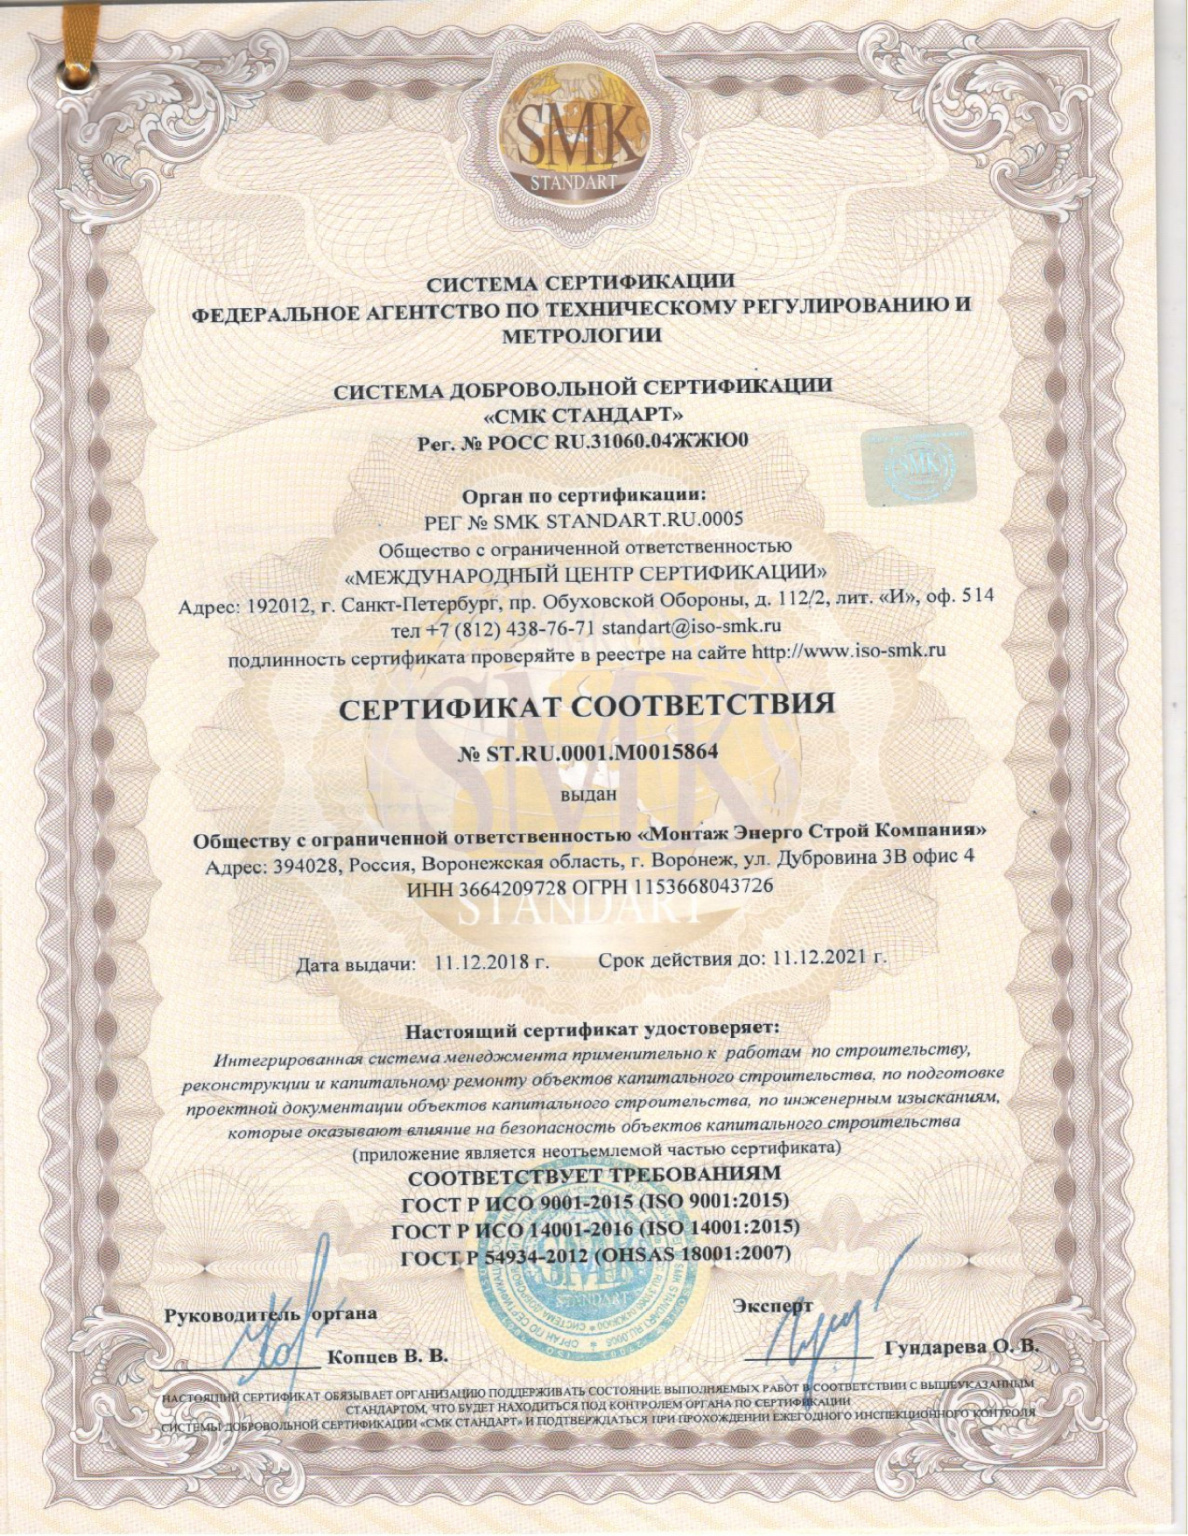 SMK
STANDART
СИСТЕМА СЕРТИФИКАЦИИ
ФЕДЕРАЛЬНОЕ АГЕНТСТВО ПО ТЕХНИЧЕСКОМУ РЕГУЛИРОВАНИЮ И
МЕТРОЛОГИИ
СИСТЕМА ДОБРОВОЛЬНОЙ СЕРТИФИКАЦИИ
«СМК СТАНДАРТ»
Рег. № РОСС RU.31060.04ЖЖЮ0
SMK
Орган по сертификации:
РЕГ № SMK STANDART.RU.0005
Общество с ограниченной ответственностью
«МЕЖДУНАРОДНЫЙ ЦЕНТР СЕРТИФИКАЦИИ»
Адрес: 192012, г. Санкт-Петербург, пр. Обуховской Обороны, д. 112/2, лит. «И», оф. 514
тел +7 (812) 438-76-71 standart@iso-smk.ru
подлинность сертификата проверяйте в реестре на сайте http://www.iso-smk.ru
СЕРТИФИКАТ СООТВЕТСТВИЯ
№ ST.RU.0001.M0015864
выдан
Обществу с ограниченной ответственностью «Монтаж Энерго Строй Компания»
Адрес: 394028, Россия, Воронежская область, г. Воронеж, ул. Дубровина 3В офис 4
ИНН 3664209728 ОГРН 1153668043726
SMK
STANDART
Дата выдачи: 11.12.2018 г. Срок действия до: 11.12.2021 г.
Настоящий сертификат удостоверяет:
Интегрированная система менеджмента применительно к работам по строительству,
реконструкции и капитальному ремонту объектов капитального строительства, по подготовке
проектной документации объектов капитального строительства, по инженерным изысканиям,
которые оказывают влияние на безопасность объектов капитального строительства
(приложение является неотъемлемой частью сертификата)
СООТВЕТСТВУЕТ ТРЕБОВАНИЯМ
ГОСТ Р ИСО 9001-2015 (ISO 9001:2015)
ГОСТ Р ИСО 14001-2016 (ISO 14001:2015)
ГОСТ Р 54934-2012 (OHSAS 18001:2007)
SMK
STANDART
Руководитель органа
Копцев В. В.
Эксперт
Гундарева О. В.
НАСТОЯЩИЙ СЕРТИФИКАТ ОБЯЗЫВАЕТ ОРГАНИЗАЦИЮ ПОДДЕРЖИВАТЬ СОСТОЯНИЕ ВЫПОЛНЯЕМЫХ РАБОТ В СООТВЕТСТВИИ С ВЫШЕУКАЗАННЫМ
СТАНДАРТОМ, ЧТО БУДЕТ НАХОДИТЬСЯ ПОД КОНТРОЛЕМ ОРГАНА ПО СЕРТИФИКАЦИИ
СИСТЕМЫ ДОБРОВОЛЬНОЙ СЕРТИФИКАЦИИ «СМК СТАНДАРТ» И ПОДТВЕРЖДАТЬСЯ ПРИ ПРОХОЖДЕНИИ ЕЖЕГОДНОГО ИНСПЕКЦИОННОГО КОНТРОЛЯ